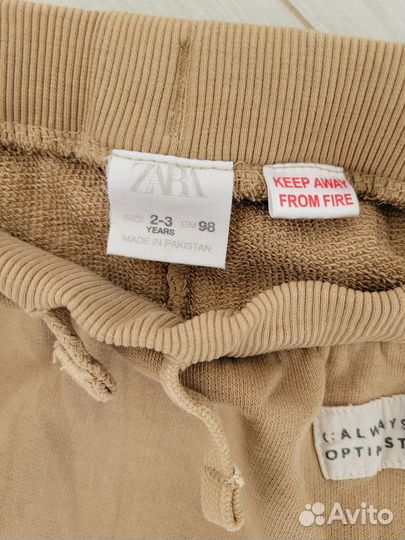 ZARA
SIZE 2-3 CM 98
YEARS
MADE IN PAKISTAN
KEEP AWAY
FROM FIRE
(:ALWAYS
OPTIMIST
Avito